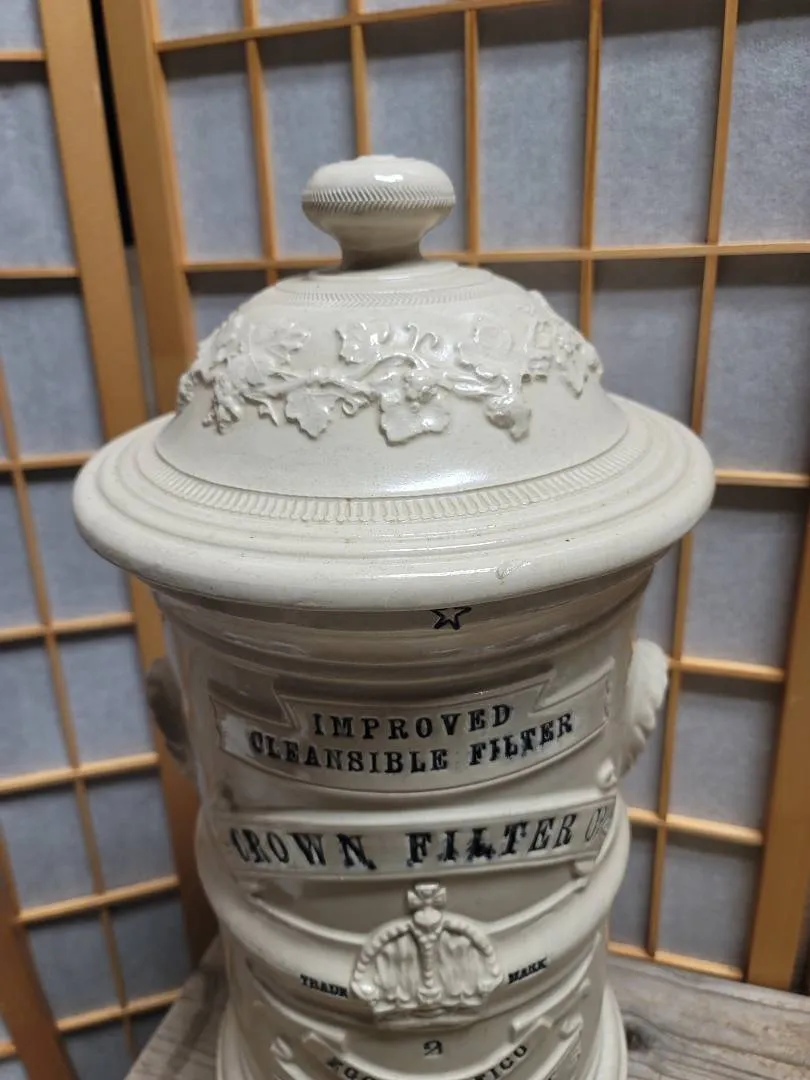 IMPROVED
CLEANSIBLE FILTER
CROWN FILTER
TRADE MARK
2